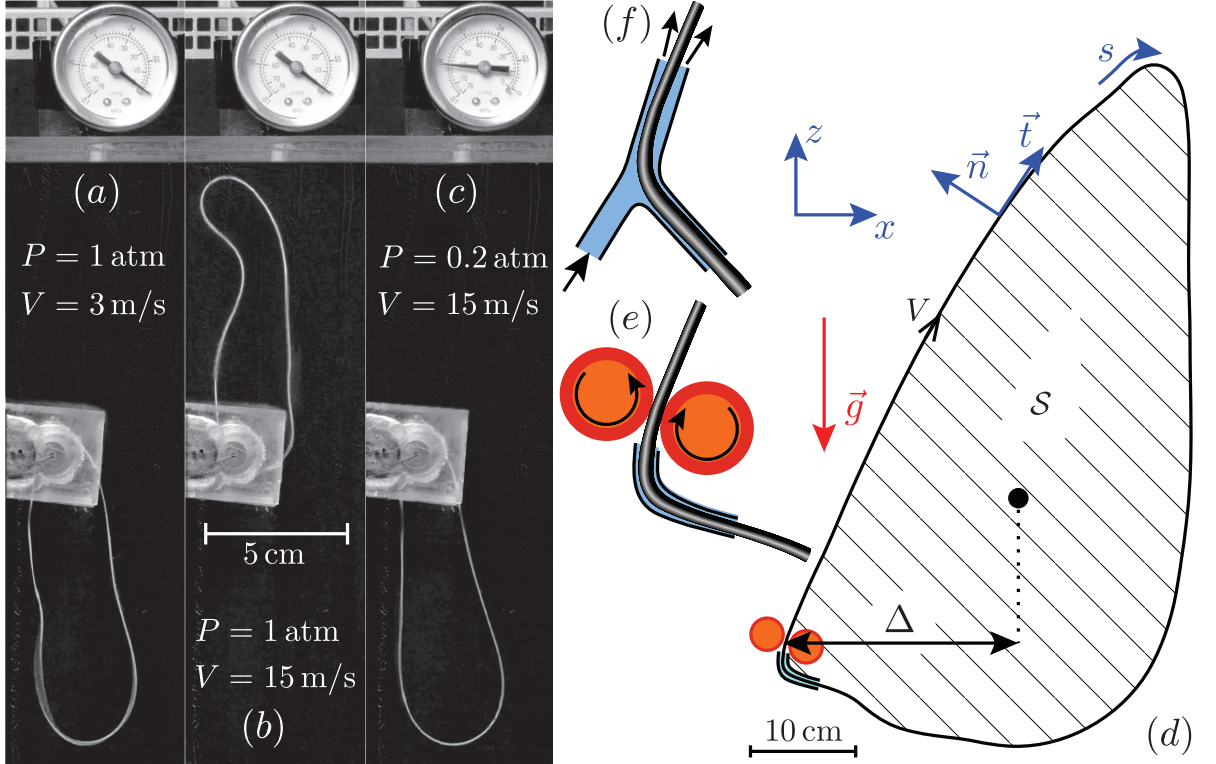 (a)
P = 1 atm
V = 3 m/s
(b)
P = 1 atm
V = 15 m/s
5 cm
(c)
P = 0.2 atm
V = 15 m/s
(f)
(e)
z
x
g⃗
n⃗
t⃗
s
V
S
Δ
10 cm
(d)